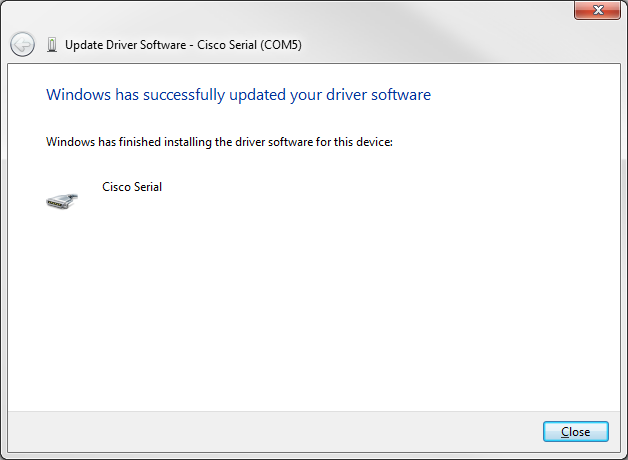 Update Driver Software - Cisco Serial (COM5)
Windows has successfully updated your driver software
Windows has finished installing the driver software for this device:
Cisco Serial
Close